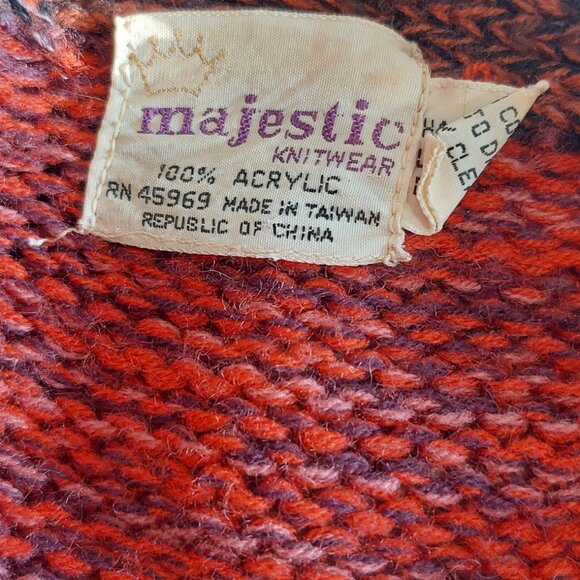 majestic
KNITWEAR
100% ACRYLIC
RN 45969 MADE IN TAIWAN
REPUBLIC OF CHINA